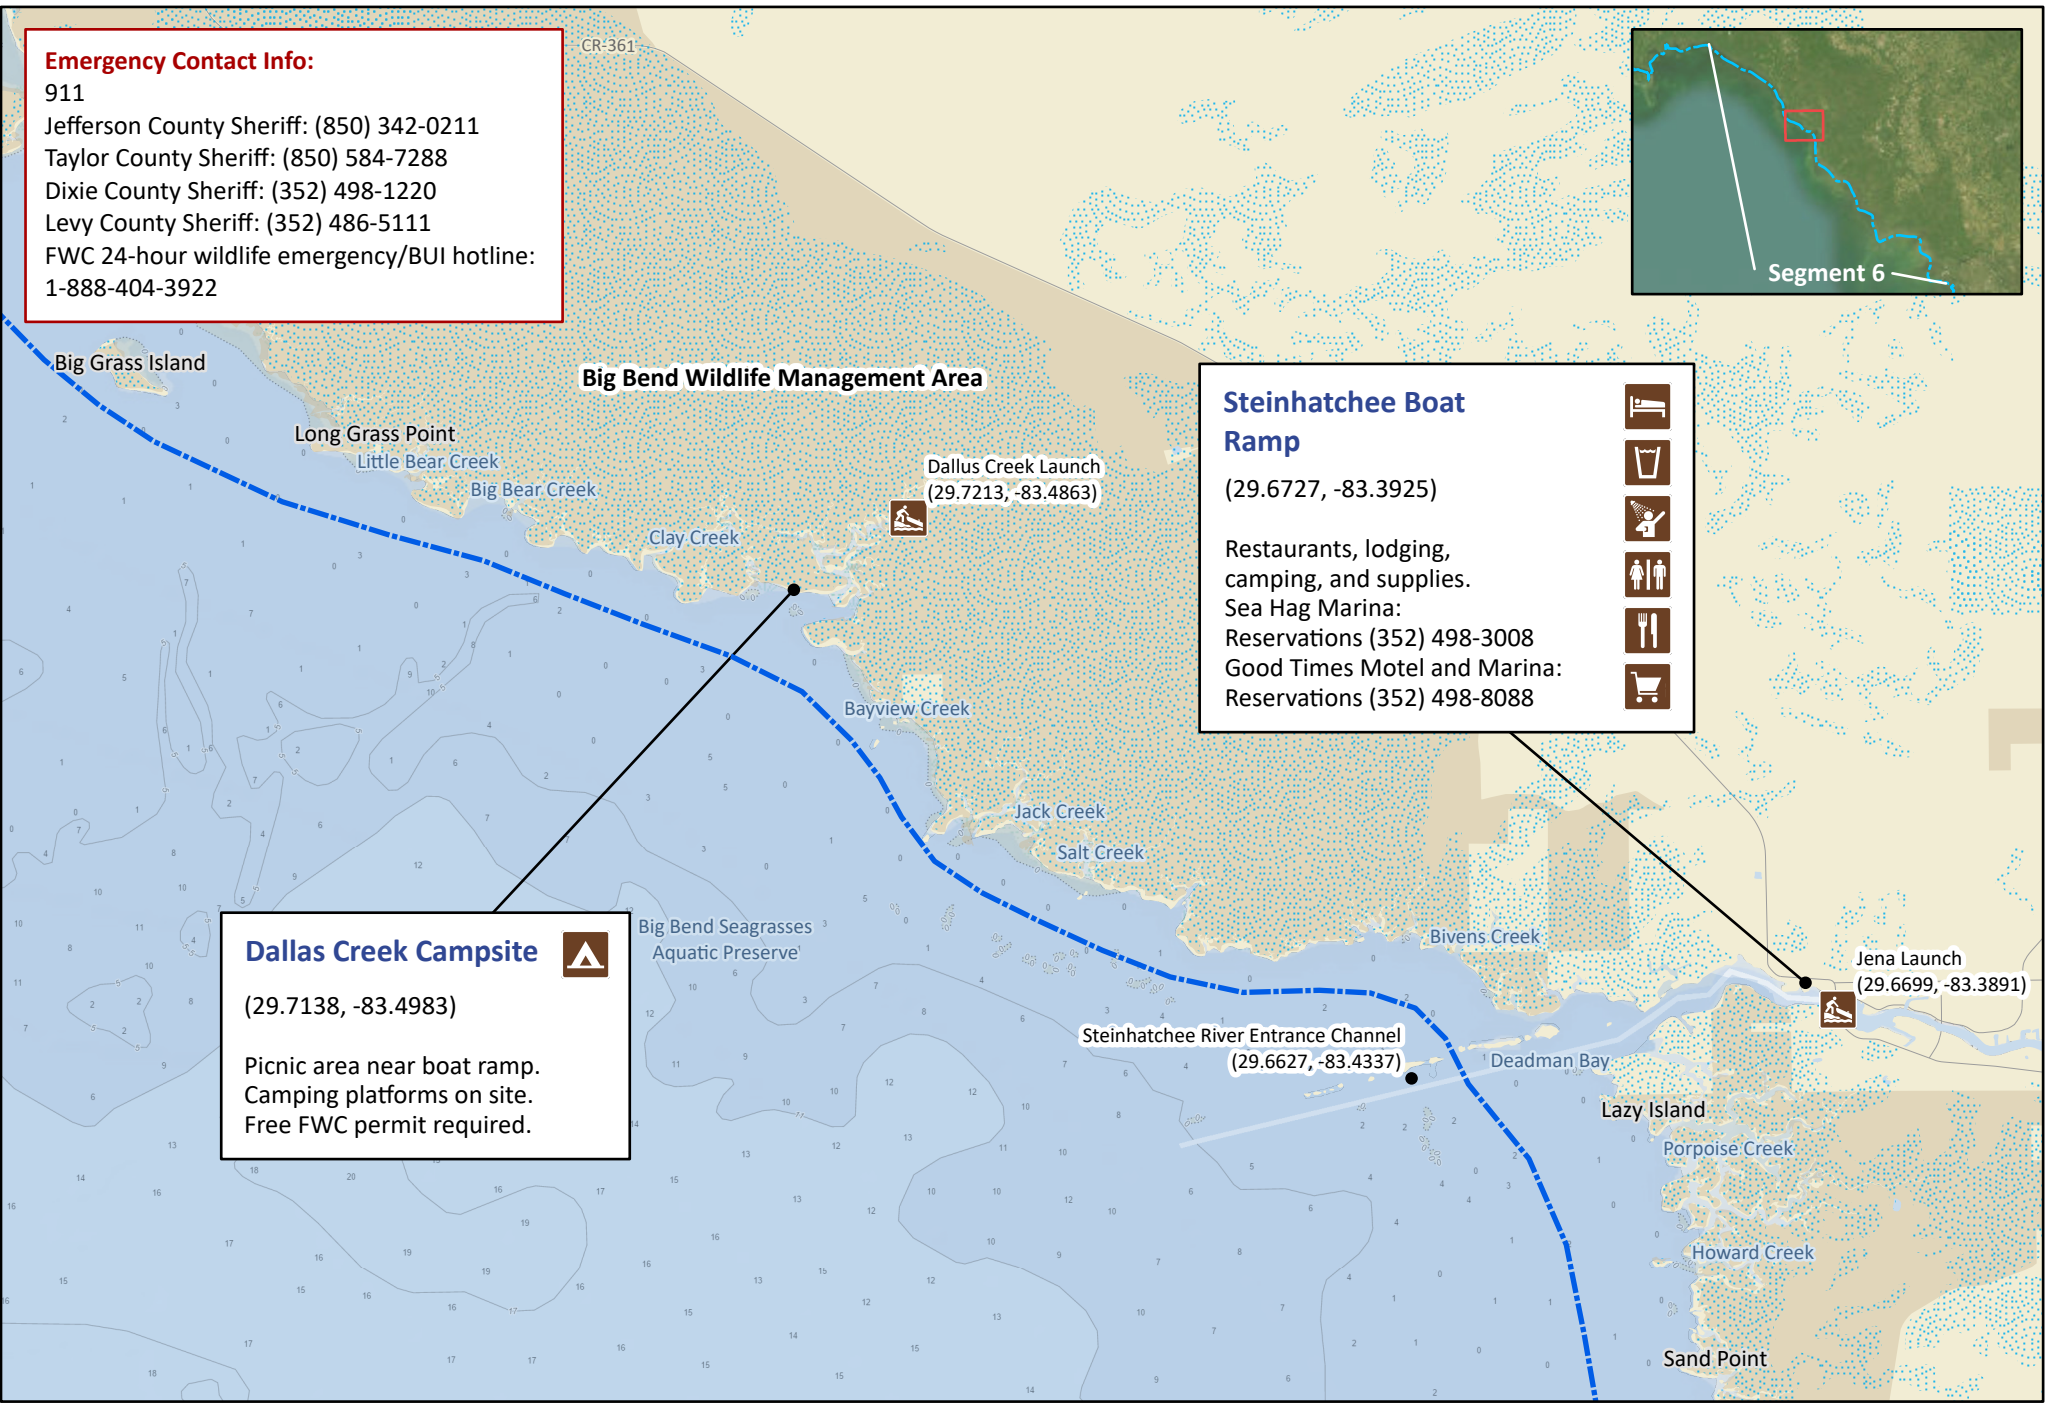 CR-361
Emergency Contact Info:
911
Jefferson County Sheriff: (850) 342-0211
Taylor County Sheriff: (850) 584-7288
Dixie County Sheriff: (352) 498-1220
Levy County Sheriff: (352) 486-5111
FWC 24-hour wildlife emergency/BUI hotline:
1-888-404-3922
Segment 6
Big Grass Island
Big Bend Wildlife Management Area
Long Grass Point
Little Bear Creek
Big Bear Creek
Clay Creek
Dallus Creek Launch
(29.7213, -83.4863)
Steinhatchee Boat
Ramp
(29.6727, -83.3925)
Restaurants, lodging,
camping, and supplies.
Sea Hag Marina:
Reservations (352) 498-3008
Good Times Motel and Marina:
Reservations (352) 498-8088
Bayview Creek
Jack Creek
Salt Creek
Big Bend Seagrasses
Aquatic Preserve
Dallas Creek Campsite
(29.7138, -83.4983)
Picnic area near boat ramp.
Camping platforms on site.
Free FWC permit required.
Bivens Creek
Jena Launch
(29.6699, -83.3891)
Steinhatchee River Entrance Channel
(29.6627, -83.4337)
Deadman Bay
Lazy Island
Porpoise Creek
Howard Creek
Sand Point